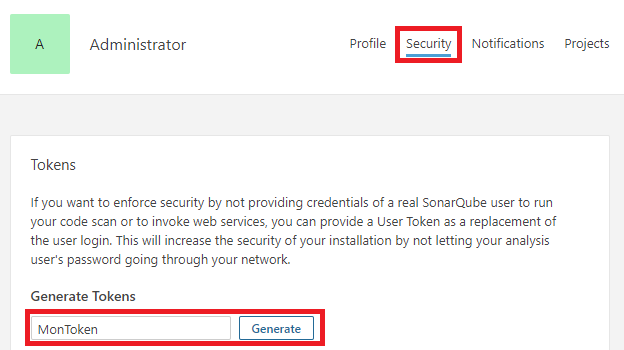 A
Administrator
Profile Security Notifications Projects
Tokens
If you want to enforce security by not providing credentials of a real SonarQube user to run
your code scan or to invoke web services, you can provide a User Token as a replacement of
the user login. This will increase the security of your installation by not letting your analysis
user's password going through your network.
Generate Tokens
MonToken Generate